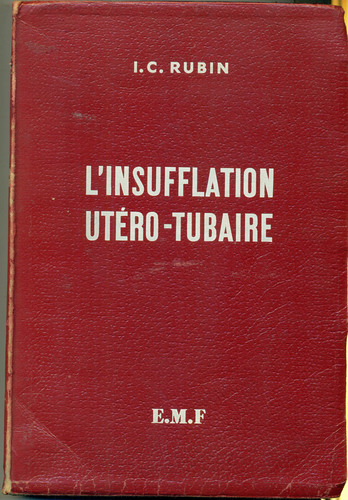 I.C. RUBIN
L'INSUFFLATION
UTÉRO-TUBAIRE
E.M.F